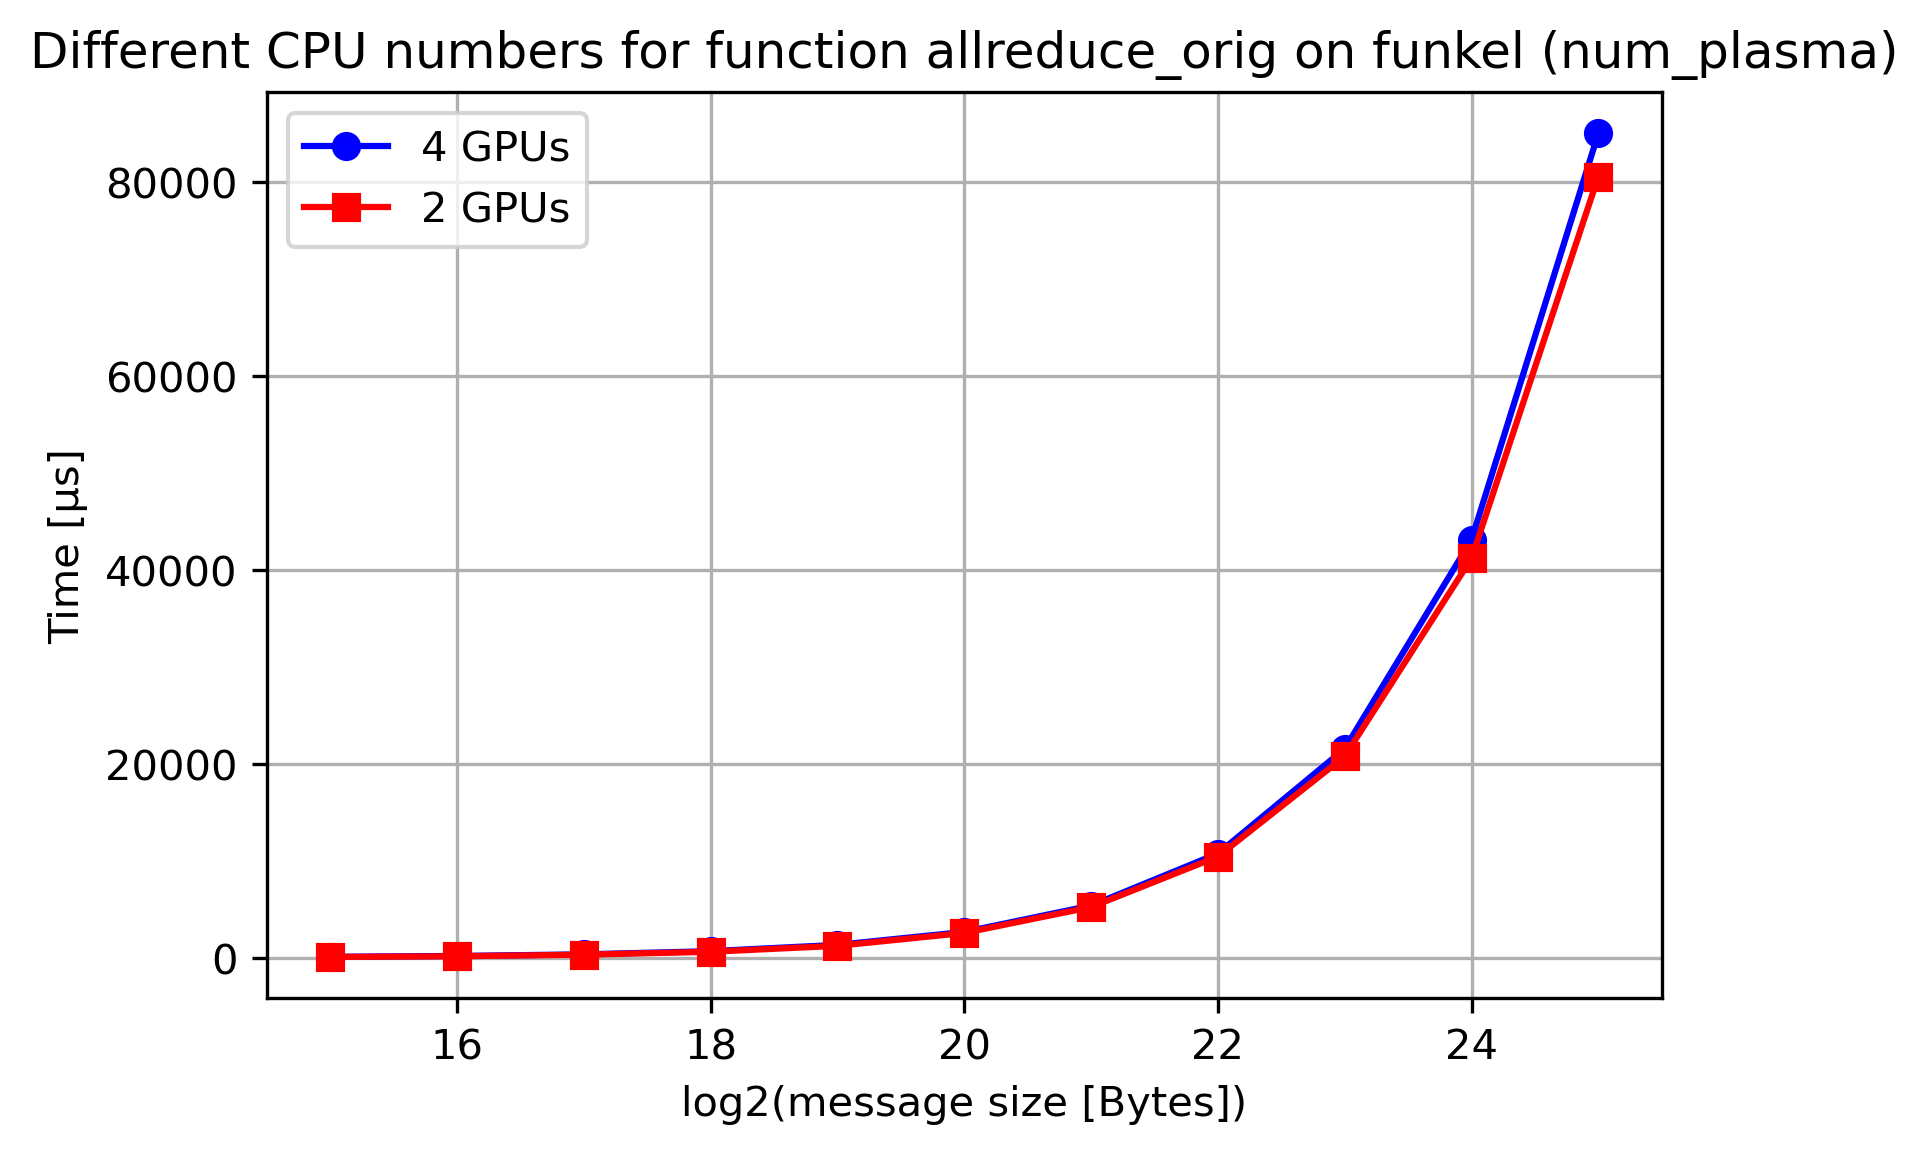 Different CPU numbers for function allreduce_orig on funkel (num_plasma)
4 GPUs
2 GPUs
80000
60000
40000
20000
0
Time [µs]
16 18 20 22 24
log2(message size [Bytes])